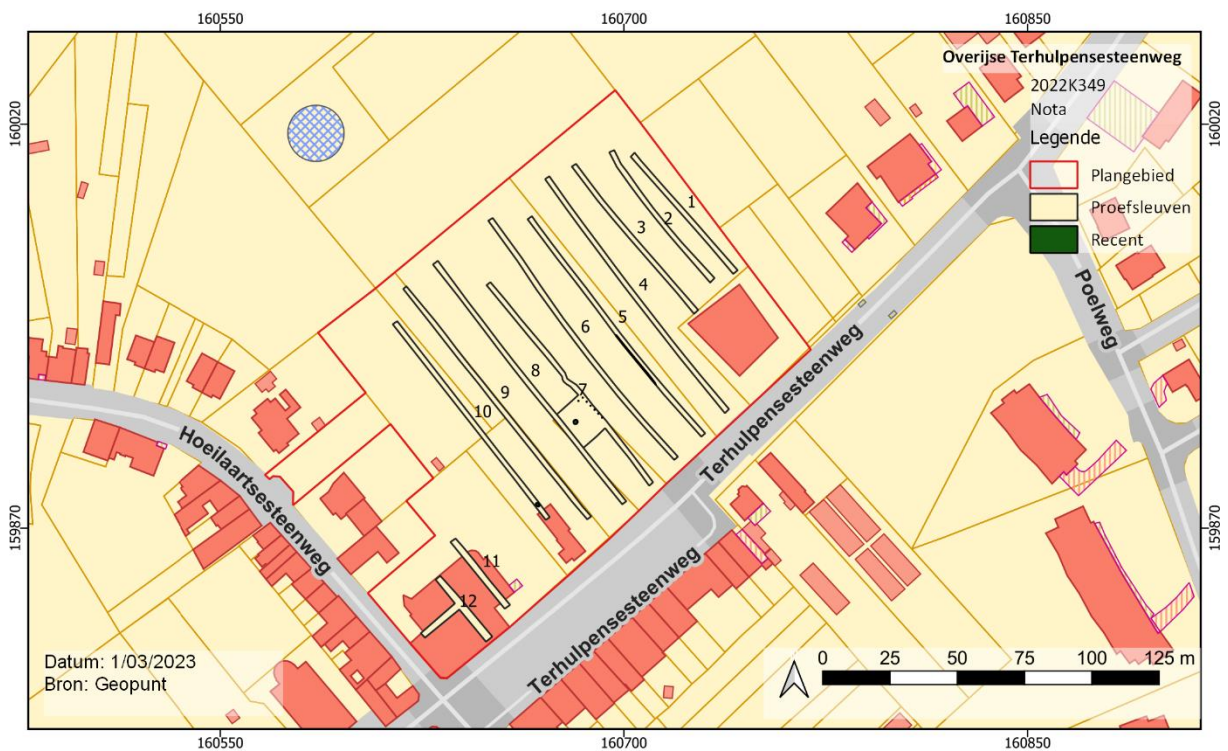 160550 160700 160850
160020
160020
Overijse Terhulpensesteenweg
2022K349
Nota
Legende
Plangebied
Proefsleuven
Recent
1
2
3
4
5
6
7
8
9
10
11
12
Poelweg
Terhulpensesteenweg
Hoeilaartsesteenweg
Terhulpensesteenweg
159870
159870
Datum: 1/03/2023
Bron: Geopunt
0 25 50 75 100 125 m
160550 160700 160850